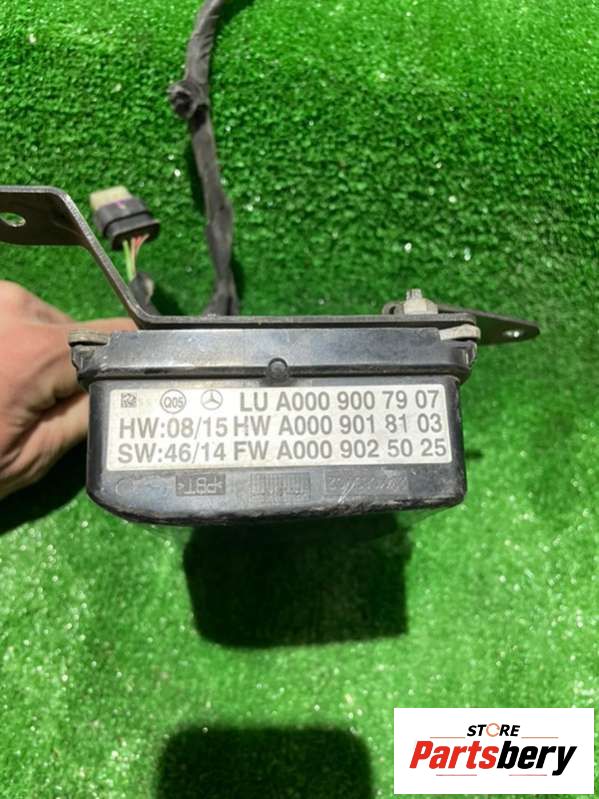 Q05 LU A000 900 79 07
HW:08/15 HW A000 901 81 03
SW:46/14 FW A000 902 50 25
>PBT<
STORE
Partsbery